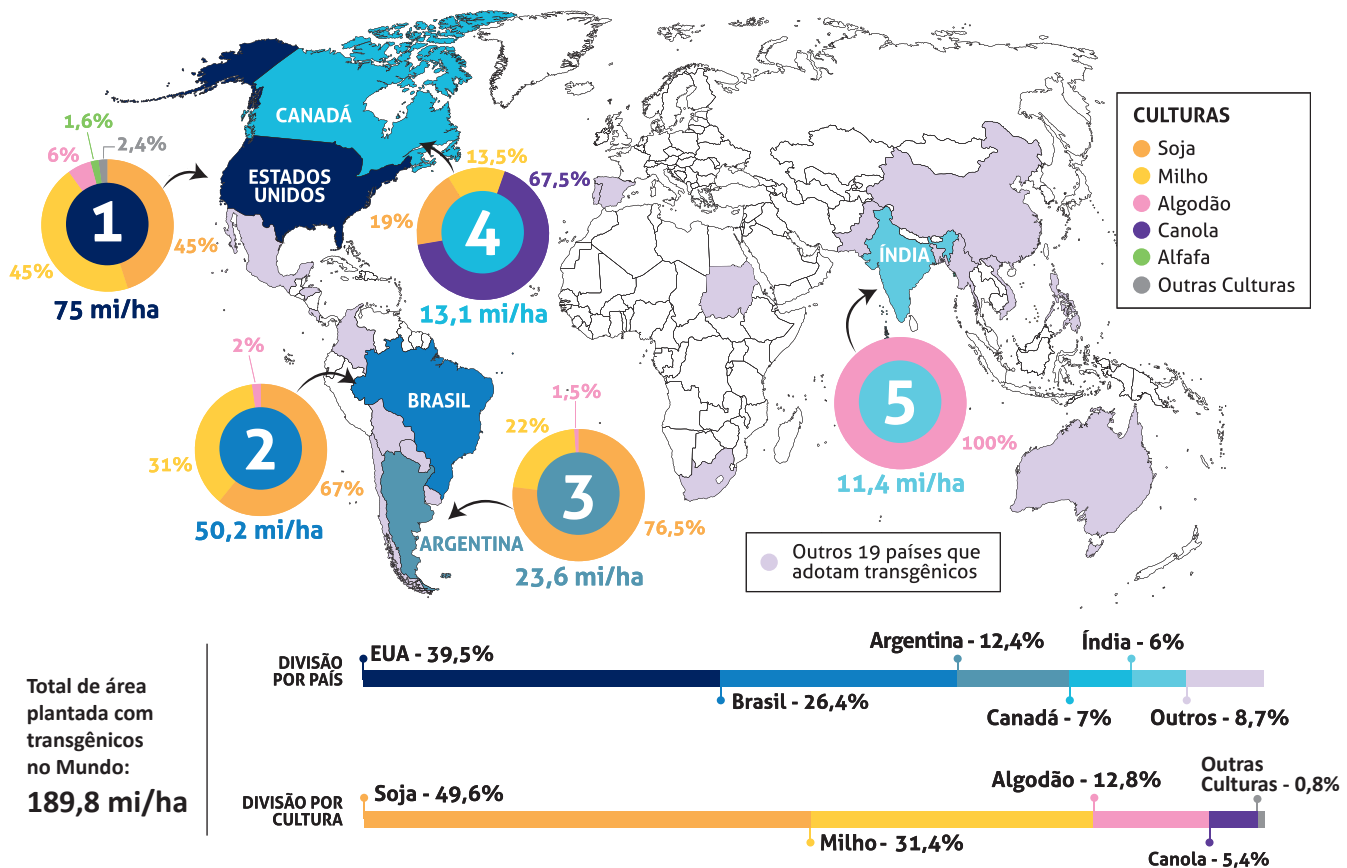 CANADÁ
ESTADOS
UNIDOS
1,6%
2,4%
6%
45%
45%
1
75 mi/ha
13,5%
67,5%
19%
4
13,1 mi/ha
CULTURAS
Soja
Milho
Algodão
Canola
Alfafa
Outras Culturas
ÍNDIA
2%
31%
67%
2
50,2 mi/ha
BRASIL
1,5%
22%
76,5%
3
ARGENTINA
23,6 mi/ha
5
100%
11,4 mi/ha
Outros 19 países que
adotam transgênicos
Total de área
plantada com
transgênicos
no Mundo:
189,8 mi/ha
DIVISÃO
POR PAÍS
EUA - 39,5%
Brasil - 26,4%
Argentina - 12,4%
Canadá - 7%
Índia - 6%
Outros - 8,7%
DIVISÃO POR
CULTURA
Soja - 49,6%
Milho - 31,4%
Algodão - 12,8%
Canola - 5,4%
Outras
Culturas - 0,8%